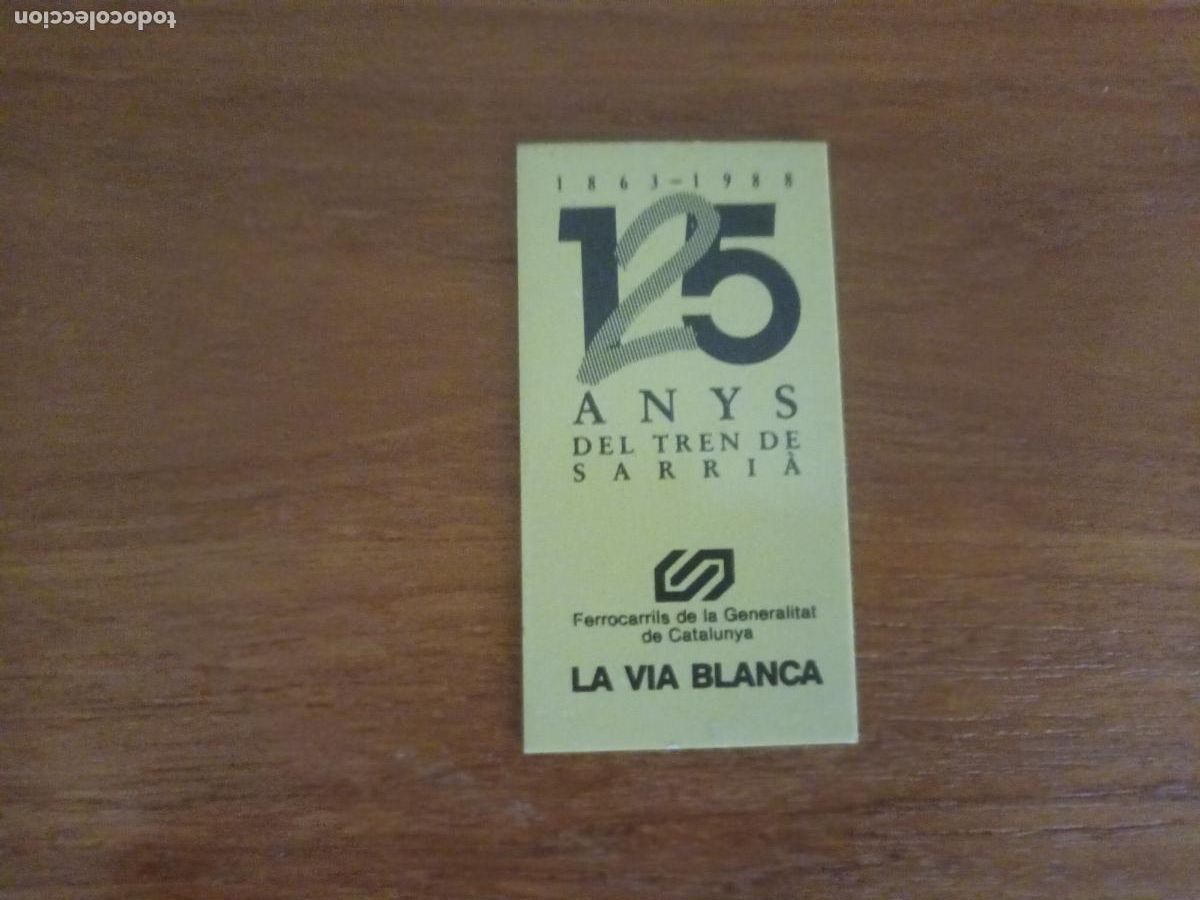 todocoleccion
1863-1988
125
ANYS
DEL TREN DE
SARRIÀ
Ferrocarrils de la Generalitat
de Catalunya
LA VIA BLANCA